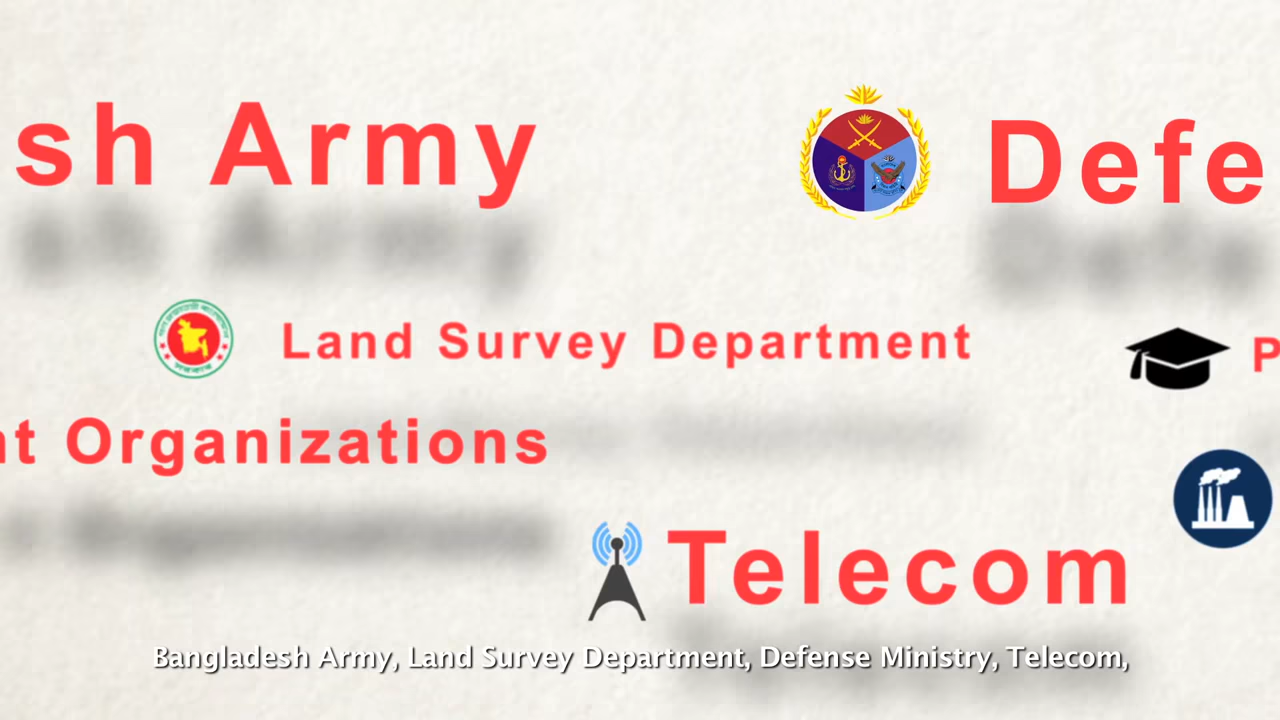 sh Army
Defe
Land Survey Department
P
nt Organizations
Telecom
Bangladesh Army, Land Survey Department, Defense Ministry, Telecom,